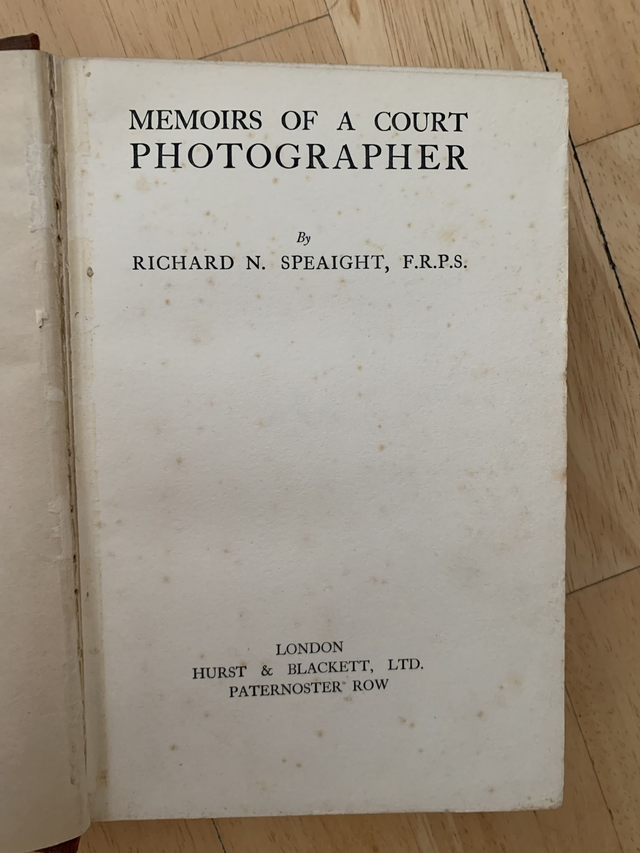 MEMOIRS OF A COURT
PHOTOGRAPHER
By
RICHARD N. SPEAIGHT, F.R.P.S.
LONDON
HURST & BLACKETT, LTD.
PATERNOSTER ROW